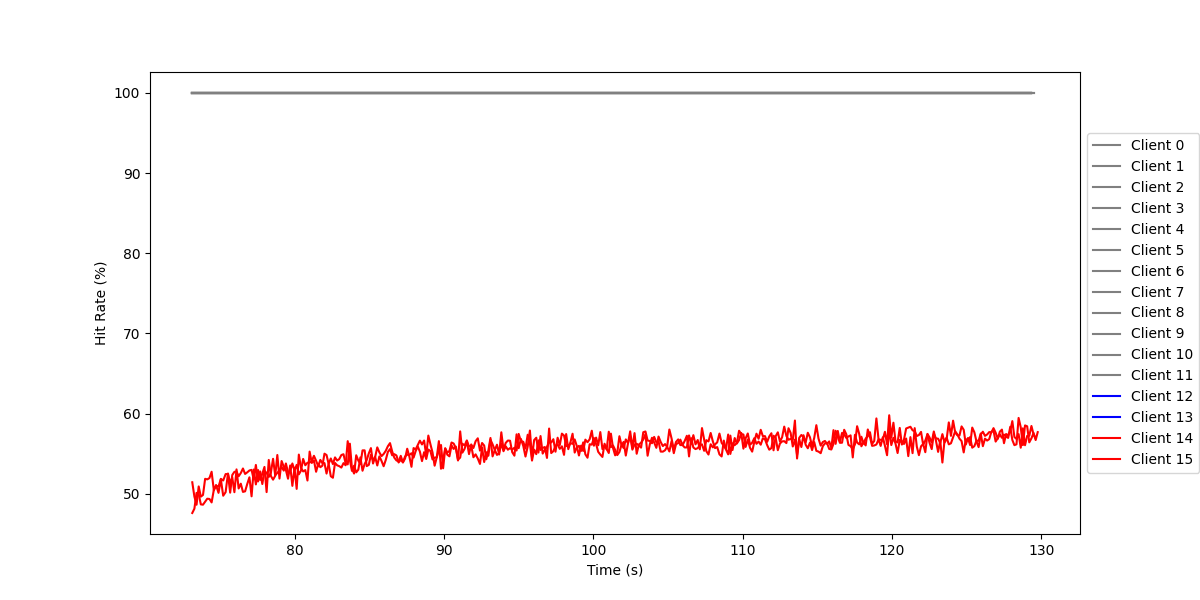 100
90
80
70
60
50
Hit Rate (%)
80
90
100
110
120
130
Time (s)
Client 0
Client 1
Client 2
Client 3
Client 4
Client 5
Client 6
Client 7
Client 8
Client 9
Client 10
Client 11
Client 12
Client 13
Client 14
Client 15